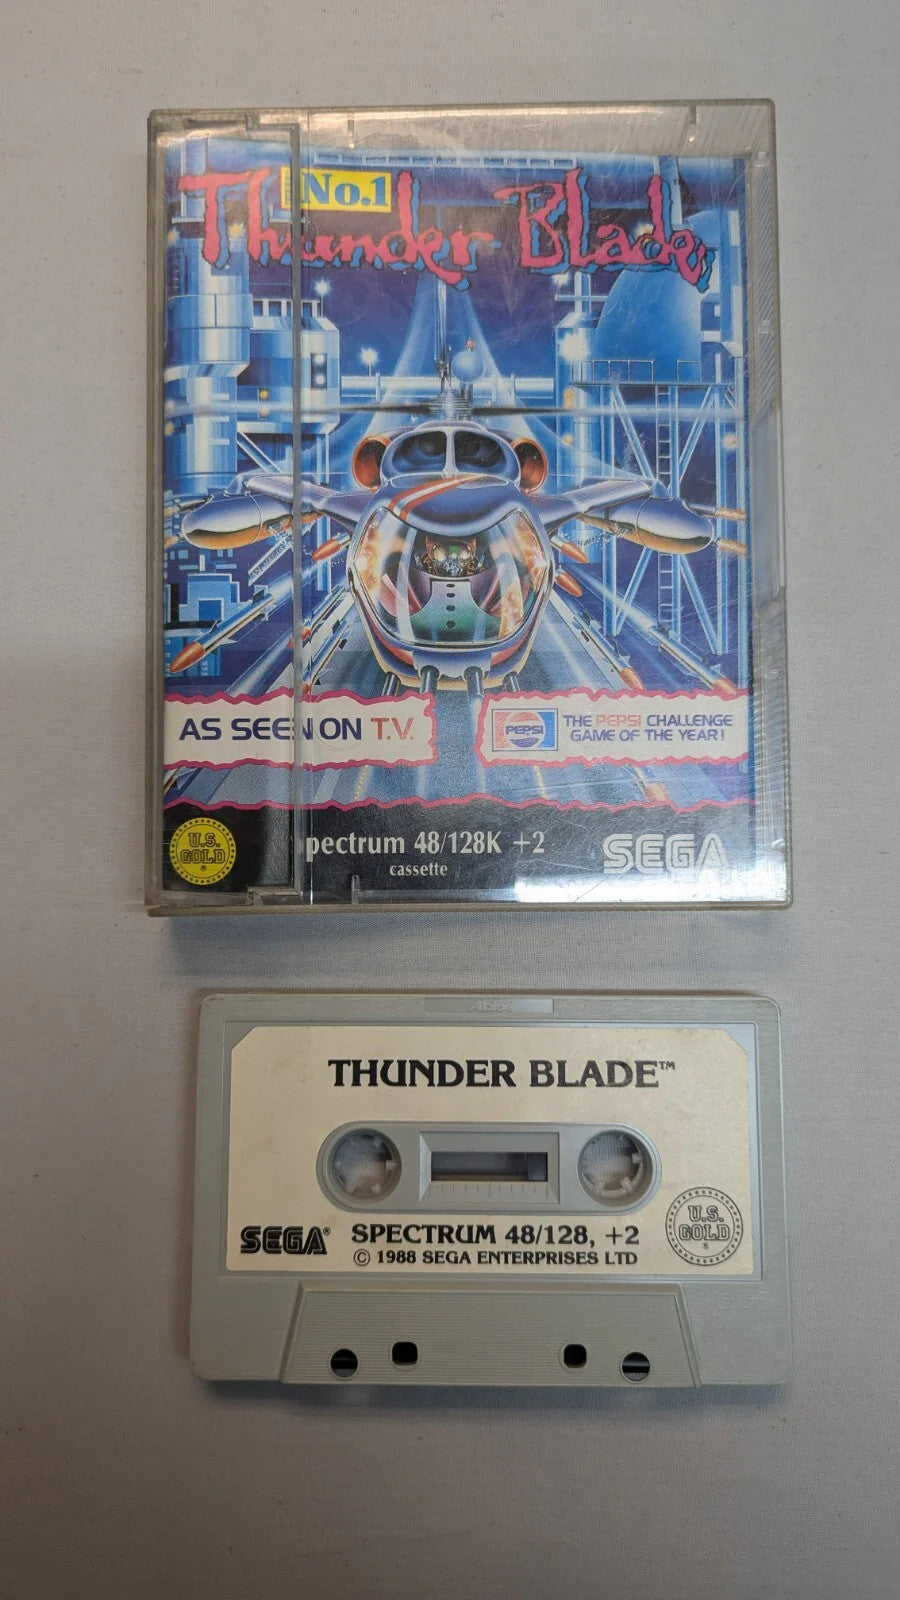 No.1
Thunder Blade
AS SEEN ON T.V.
PEPSI
THE PEPSI CHALLENGE
GAME OF THE YEAR!
U.S.
GOLD
®
pectrum 48/128K +2
cassette
SEGA
THUNDER BLADE™
SEGA®
SPECTRUM 48/128, +2
© 1988 SEGA ENTERPRISES LTD
U.S.
GOLD
®